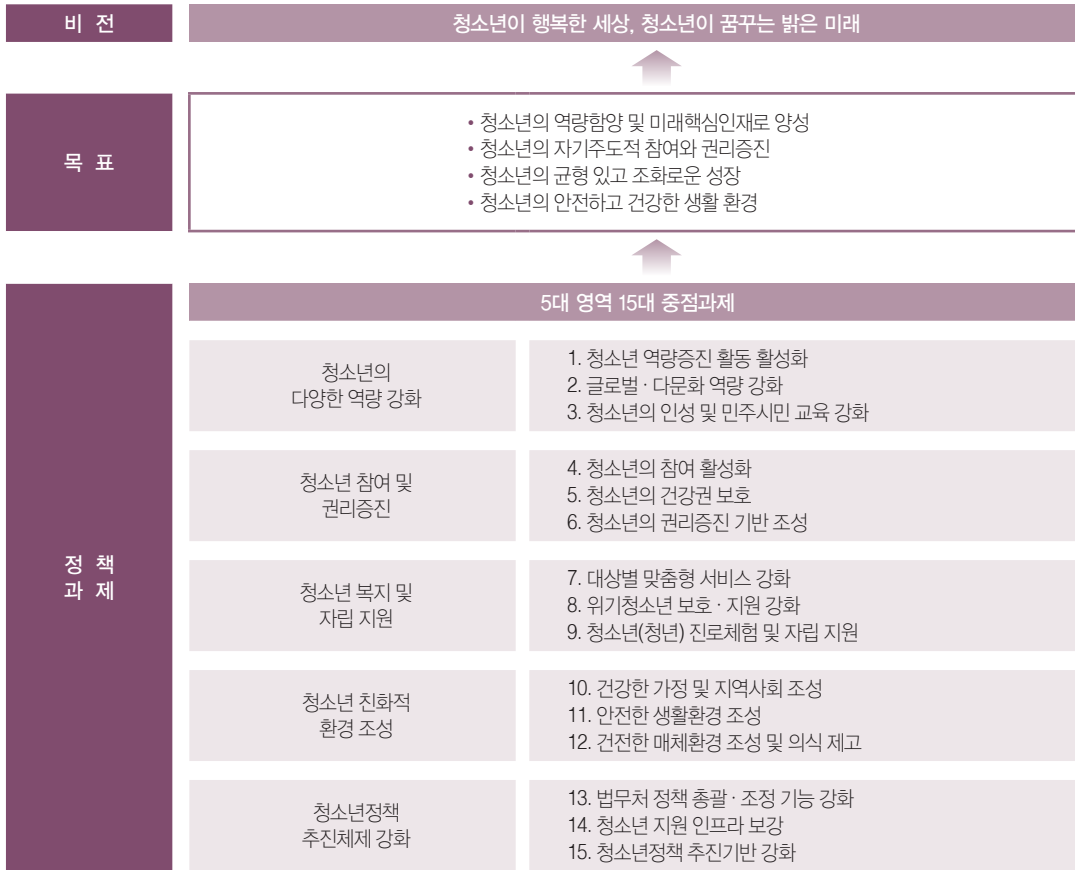 비 전
청소년이 행복한 세상, 청소년이 꿈꾸는 밝은 미래
목 표
• 청소년의 역량함양 및 미래핵심인재로 양성
• 청소년의 자기주도적 참여와 권리증진
• 청소년의 균형 있고 조화로운 성장
• 청소년의 안전하고 건강한 생활 환경
정 책
과 제
5대 영역 15대 중점과제
청소년의
다양한 역량 강화
1. 청소년 역량증진 활동 활성화
2. 글로벌 · 다문화 역량 강화
3. 청소년의 인성 및 민주시민 교육 강화
청소년 참여 및
권리증진
4. 청소년의 참여 활성화
5. 청소년의 건강권 보호
6. 청소년의 권리증진 기반 조성
청소년 복지 및
자립 지원
7. 대상별 맞춤형 서비스 강화
8. 위기청소년 보호 · 지원 강화
9. 청소년(청년) 진로체험 및 자립 지원
청소년 친화적
환경 조성
10. 건강한 가정 및 지역사회 조성
11. 안전한 생활환경 조성
12. 건전한 매체환경 조성 및 의식 제고
청소년정책
추진체제 강화
13. 법무처 정책 총괄 · 조정 기능 강화
14. 청소년 지원 인프라 보강
15. 청소년정책 추진기반 강화